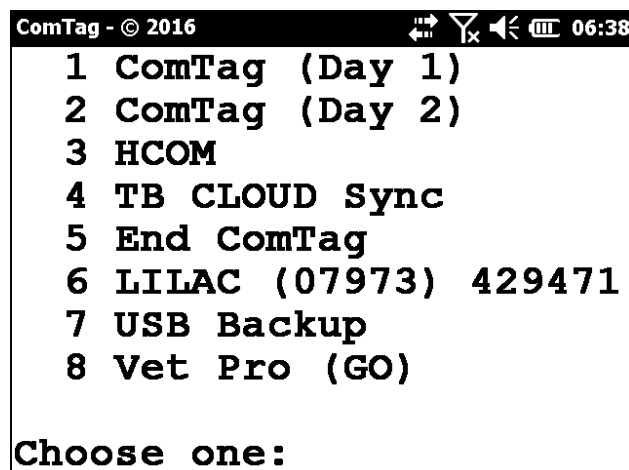 ComTag - © 2016 06:38
1 ComTag (Day 1)
2 ComTag (Day 2)
3 HCOM
4 TB CLOUD Sync
5 End ComTag
6 LILAC (07973) 429471
7 USB Backup
8 Vet Pro (GO)
Choose one: